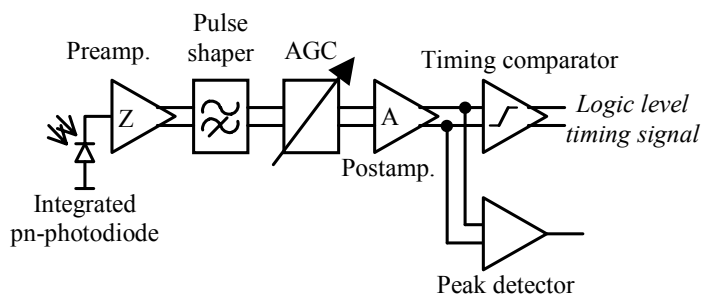 Preamp.
Pulse
shaper
AGC
Timing comparator
Z
A
Logic level
timing signal
Postamp.
Integrated
pn-photodiode
Peak detector